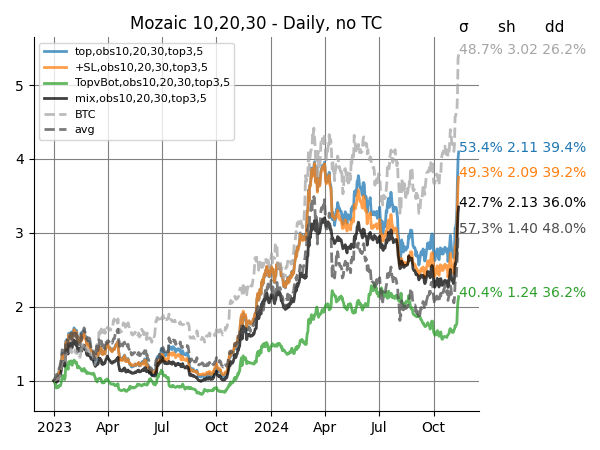 Mozaic 10,20,30 - Daily, no TC
σ sh dd
top,obs10,20,30,top3,5
+SL,obs10,20,30,top3,5
TopvBot,obs10,20,30,top3,5
mix,obs10,20,30,top3,5
BTC
avg
48.7% 3.02 26.2%
53.4% 2.11 39.4%
49.3% 2.09 39.2%
42.7% 2.13 36.0%
57.3% 1.40 48.0%
40.4% 1.24 36.2%
5
4
3
2
1
2023 Apr Jul Oct 2024 Apr Jul Oct